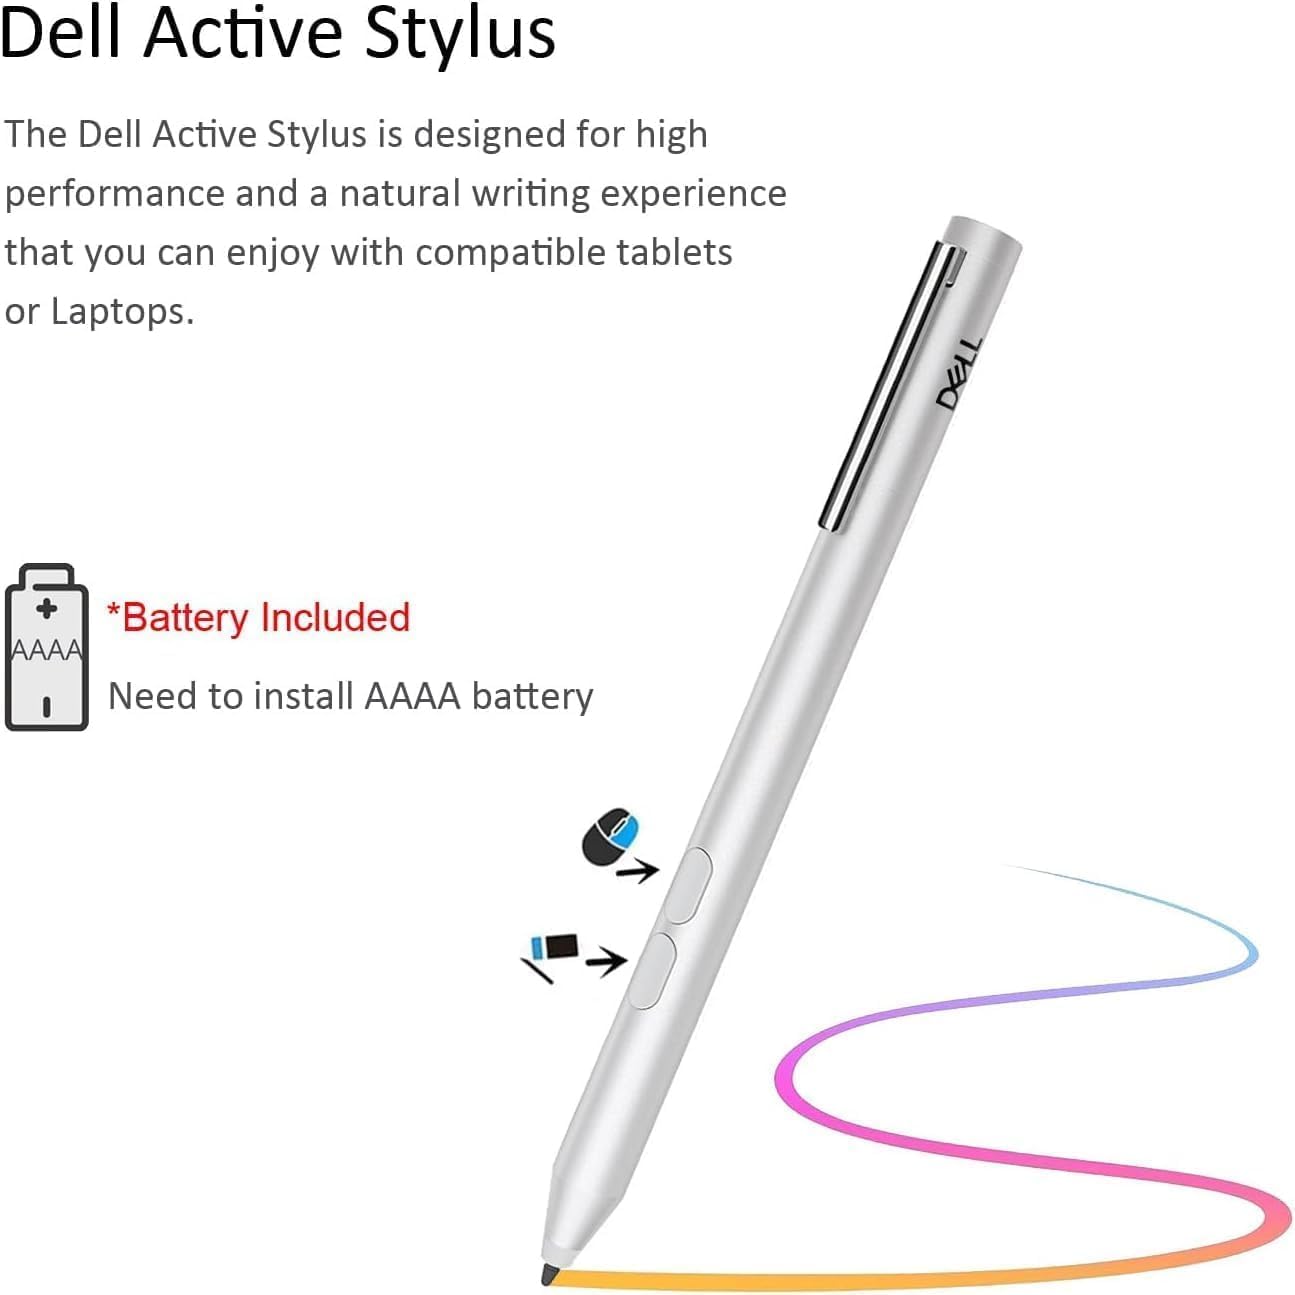 Dell Active Stylus
The Dell Active Stylus is designed for high
performance and a natural writing experience
that you can enjoy with compatible tablets
or Laptops.
DELL
*Battery Included
AAAA
Need to install AAAA battery